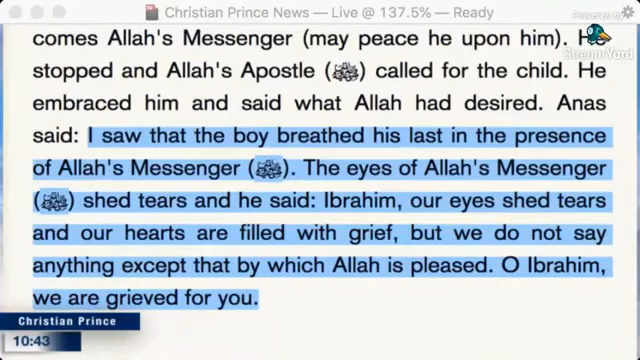 Christian Prince News — Live @ 137.5% — Ready
Powered by
StreamYard
comes Allah's Messenger (may peace he upon him). He
stopped and Allah's Apostle (ﷺ) called for the child. He
embraced him and said what Allah had desired. Anas
said: I saw that the boy breathed his last in the presence
of Allah's Messenger (ﷺ). The eyes of Allah's Messenger
(ﷺ) shed tears and he said: Ibrahim, our eyes shed tears
and our hearts are filled with grief, but we do not say
anything except that by which Allah is pleased. O Ibrahim,
we are grieved for you.
Christian Prince
10:43